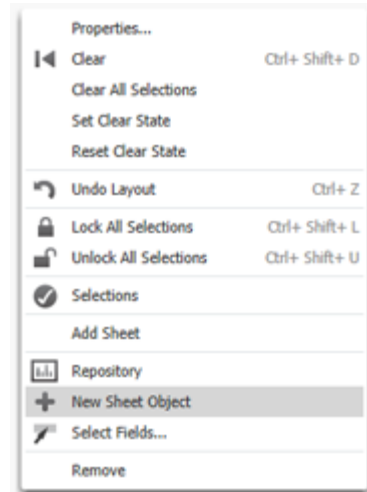 Properties...
Clear Ctrl+ Shift+ D
Clear All Selections
Set Clear State
Reset Clear State
Undo Layout Ctrl+ Z
Lock All Selections Ctrl+ Shift+ L
Unlock All Selections Ctrl+ Shift+ U
Selections
Add Sheet
Repository
New Sheet Object
Select Fields...
Remove